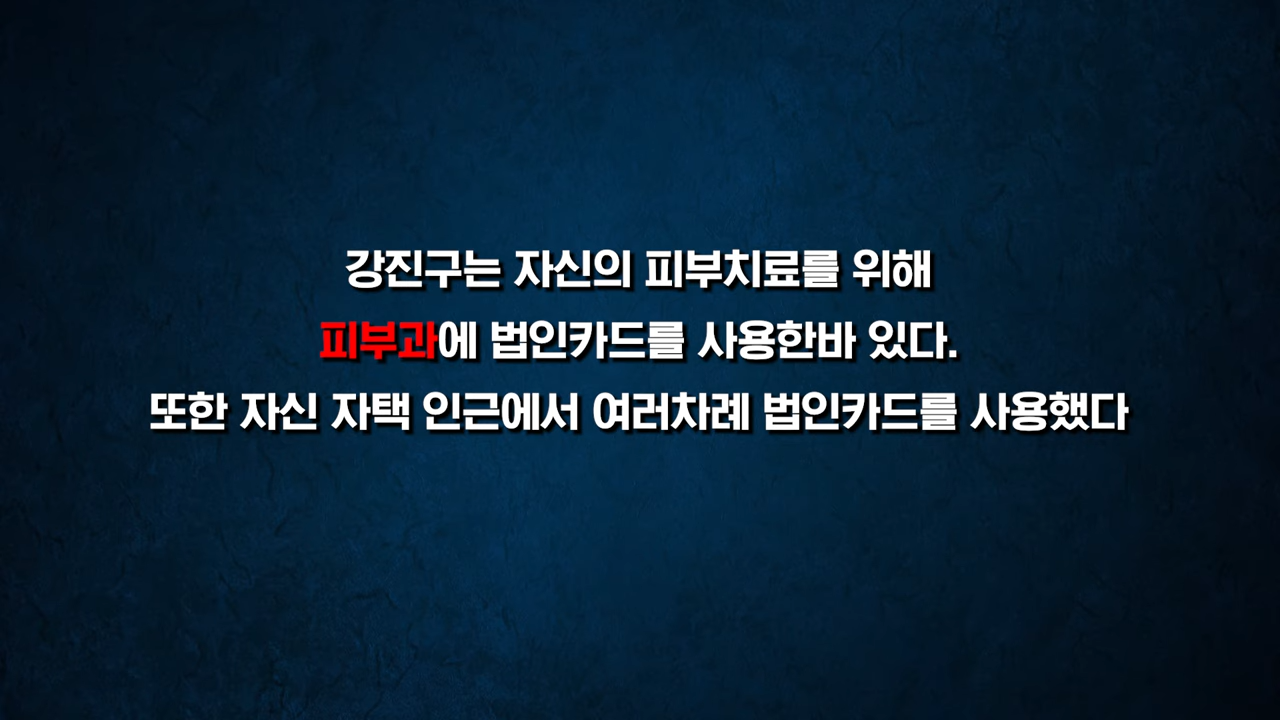 강진구는 자신의 피부치료를 위해
피부과에 법인카드를 사용한바 있다.
또한 자신 자택 인근에서 여러차례 법인카드를 사용했다